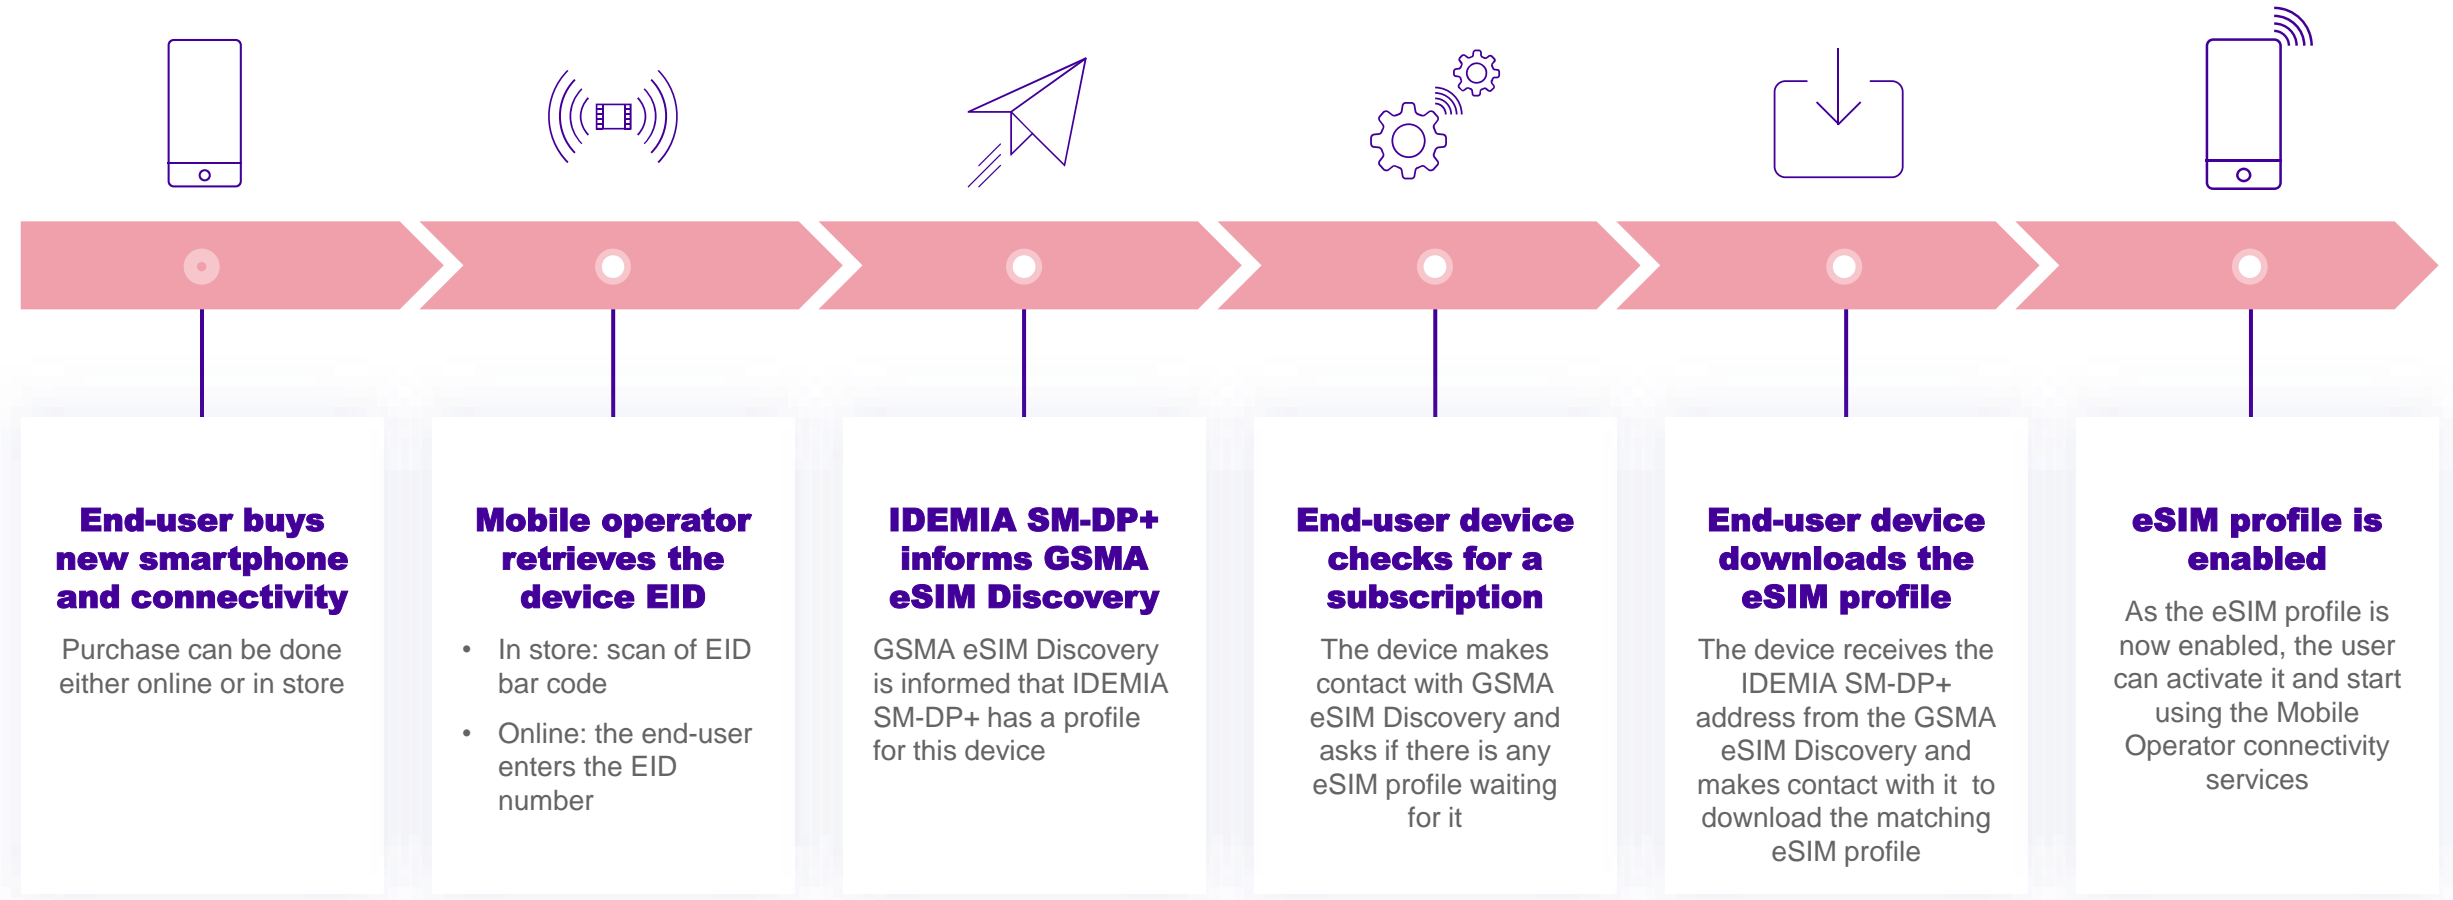 End-user buys
new smartphone
and connectivity
Purchase can be done
either online or in store
Mobile operator
retrieves the
device EID
• In store: scan of EID
bar code
• Online: the end-user
enters the EID
number
IDEMIA SM-DP+
informs GSMA
eSIM Discovery
GSMA eSIM Discovery
is informed that IDEMIA
SM-DP+ has a profile
for this device
End-user device
checks for a
subscription
The device makes
contact with GSMA
eSIM Discovery and
asks if there is any
eSIM profile waiting
for it
End-user device
downloads the
eSIM profile
The device receives the
IDEMIA SM-DP+
address from the GSMA
eSIM Discovery and
makes contact with it  to
download the matching
eSIM profile
eSIM profile is
enabled
As the eSIM profile is
now enabled, the user
can activate it and start
using the Mobile
Operator connectivity
services